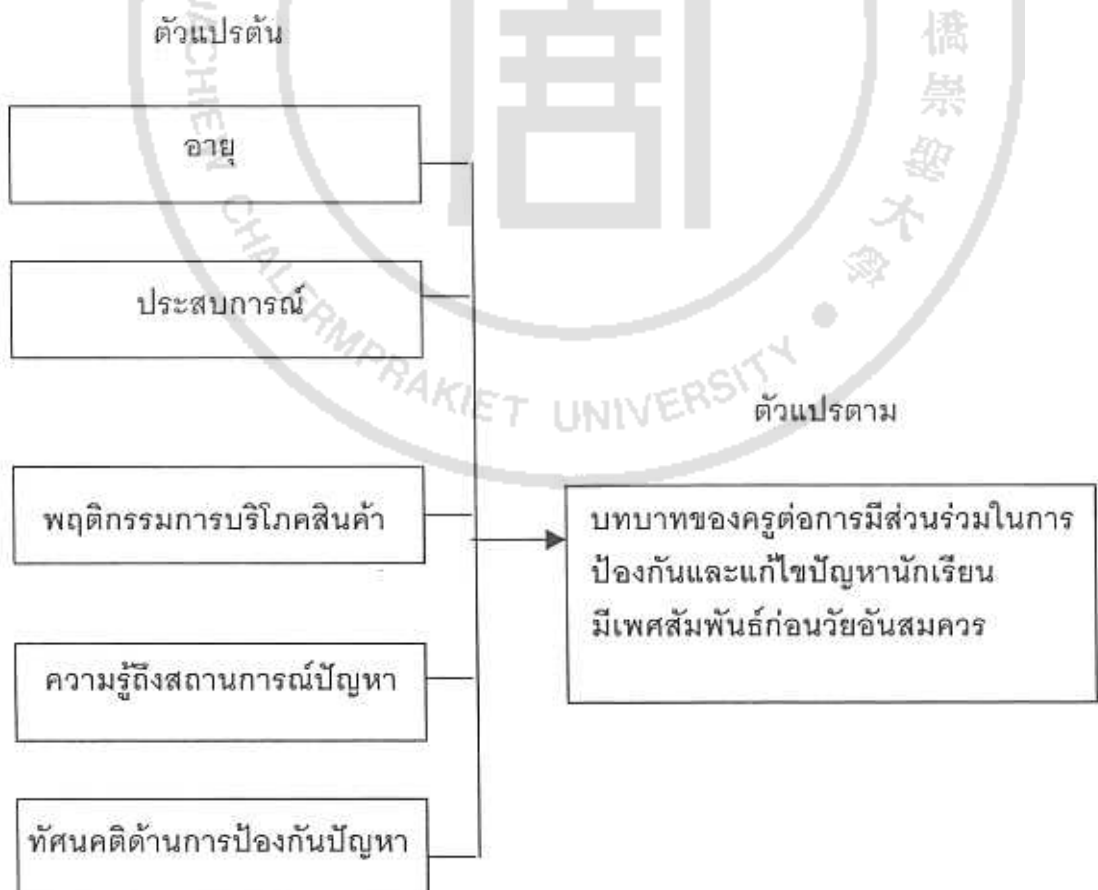 ตัวแปรต้น
อายุ
ประสบการณ์
พฤติกรรมการบริโภคสินค้า
ความรู้ถึงสถานการณ์ปัญหา
ทัศนคติด้านการป้องกันปัญหา
ตัวแปรตาม
บทบาทของครูต่อการมีส่วนร่วมในการ
ป้องกันและแก้ไขปัญหานักเรียน
มีเพศสัมพันธ์ก่อนวัยอันสมควร
CHALERMPRAKIET UNIVERSITY
僑崇聖大學